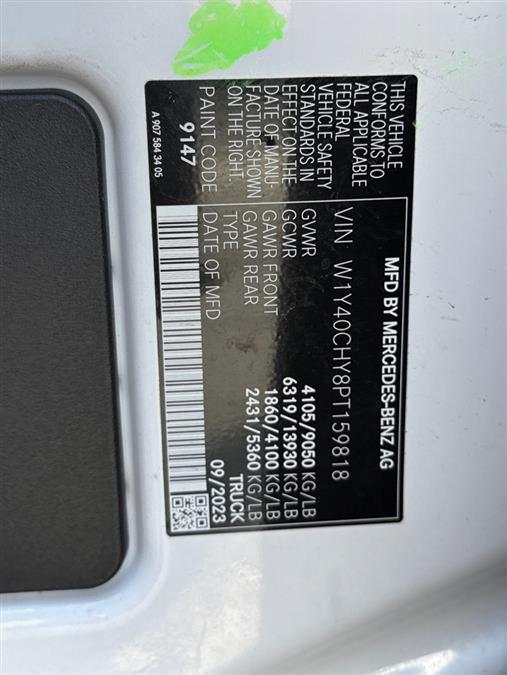 MFD BY MERCEDES-BENZ AG
VIN W1Y40CHY8PT159818
THIS VEHICLE
CONFORMS TO
ALL APPLICABLE
FEDERAL
VEHICLE SAFETY
STANDARDS IN
EFFECT ON THE
DATE OF MANU-
FACTURE SHOWN
ON THE RIGHT
PAINT CODE
9147
A 907 584 34 05
GVWR 4105/9050 KG/LB
GCWR 6319/13930 KG/LB
GAWR FRONT 1860/4100 KG/LB
GAWR REAR 2431/5360 KG/LB
TYPE TRUCK
DATE OF MFD 09/2023